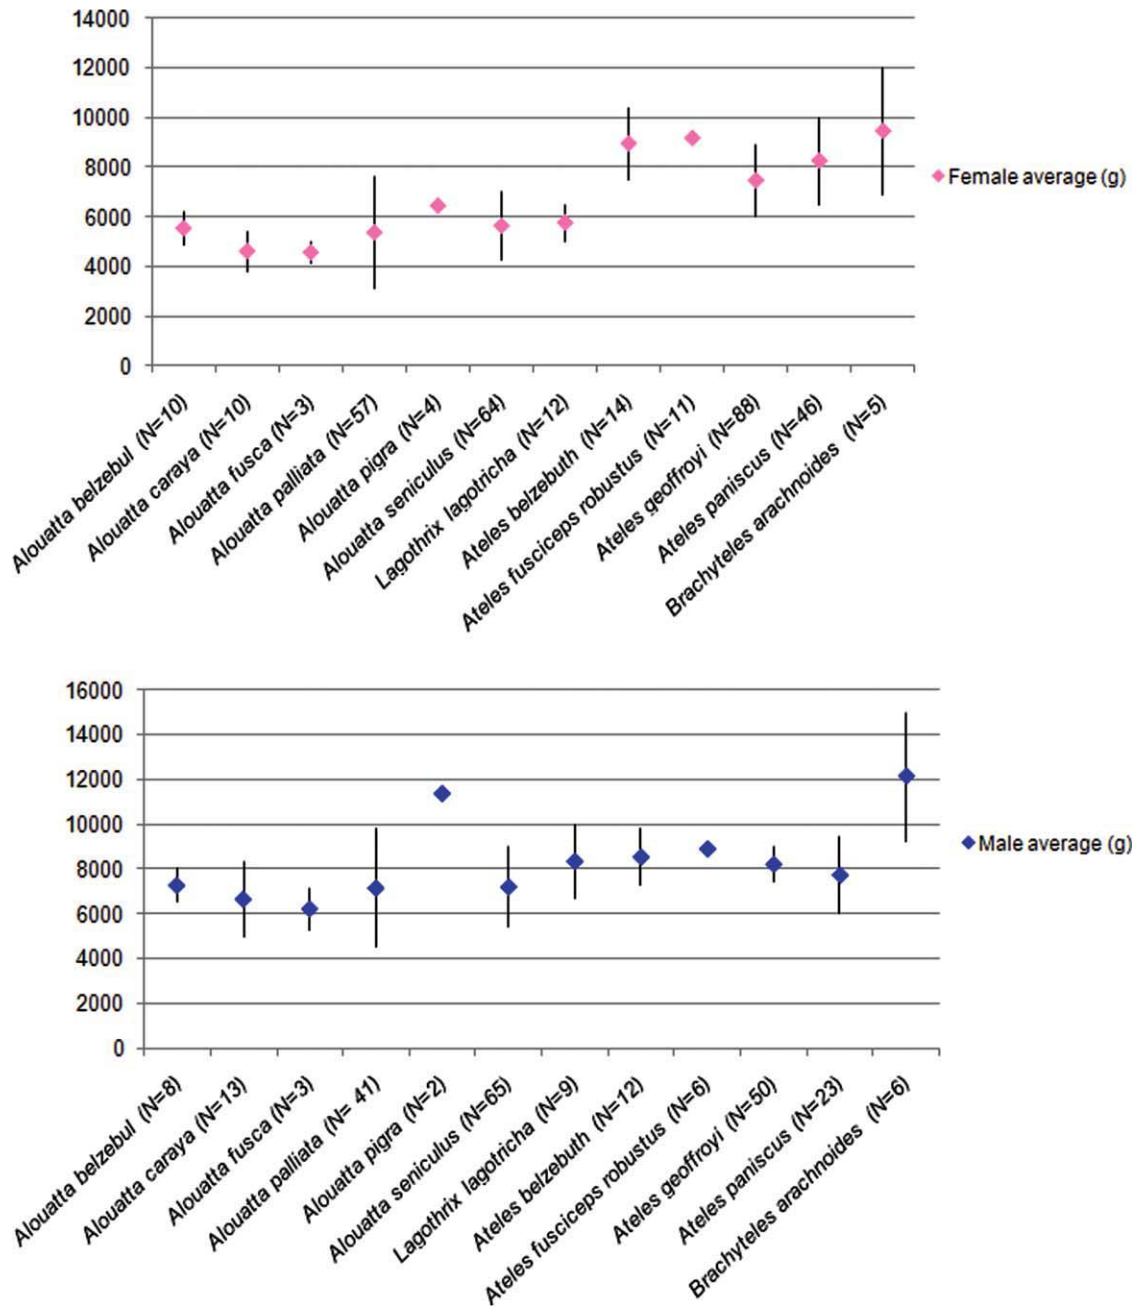 14000
12000
10000
8000
6000
4000
2000
0
Female average (g)
Alouatta belzebul (N=10)
Alouatta caraya (N=10)
Alouatta fusca (N=3)
Alouatta palliata (N=57)
Alouatta pigra (N=4)
Alouatta seniculus (N=64)
Lagothrix lagotricha (N=12)
Ateles belzebuth (N=14)
Ateles fusciceps robustus (N=11)
Ateles geoffroyi (N=88)
Ateles paniscus (N=46)
Brachyteles arachnoides (N=5)
16000
14000
12000
10000
8000
6000
4000
2000
0
Male average (g)
Alouatta belzebul (N=8)
Alouatta caraya (N=13)
Alouatta fusca (N=3)
Alouatta palliata (N= 41)
Alouatta pigra (N=2)
Alouatta seniculus (N=65)
Lagothrix lagotricha (N=9)
Ateles belzebuth (N=12)
Ateles fusciceps robustus (N=6)
Ateles geoffroyi (N=50)
Ateles paniscus (N=23)
Brachyteles arachnoides (N=6)